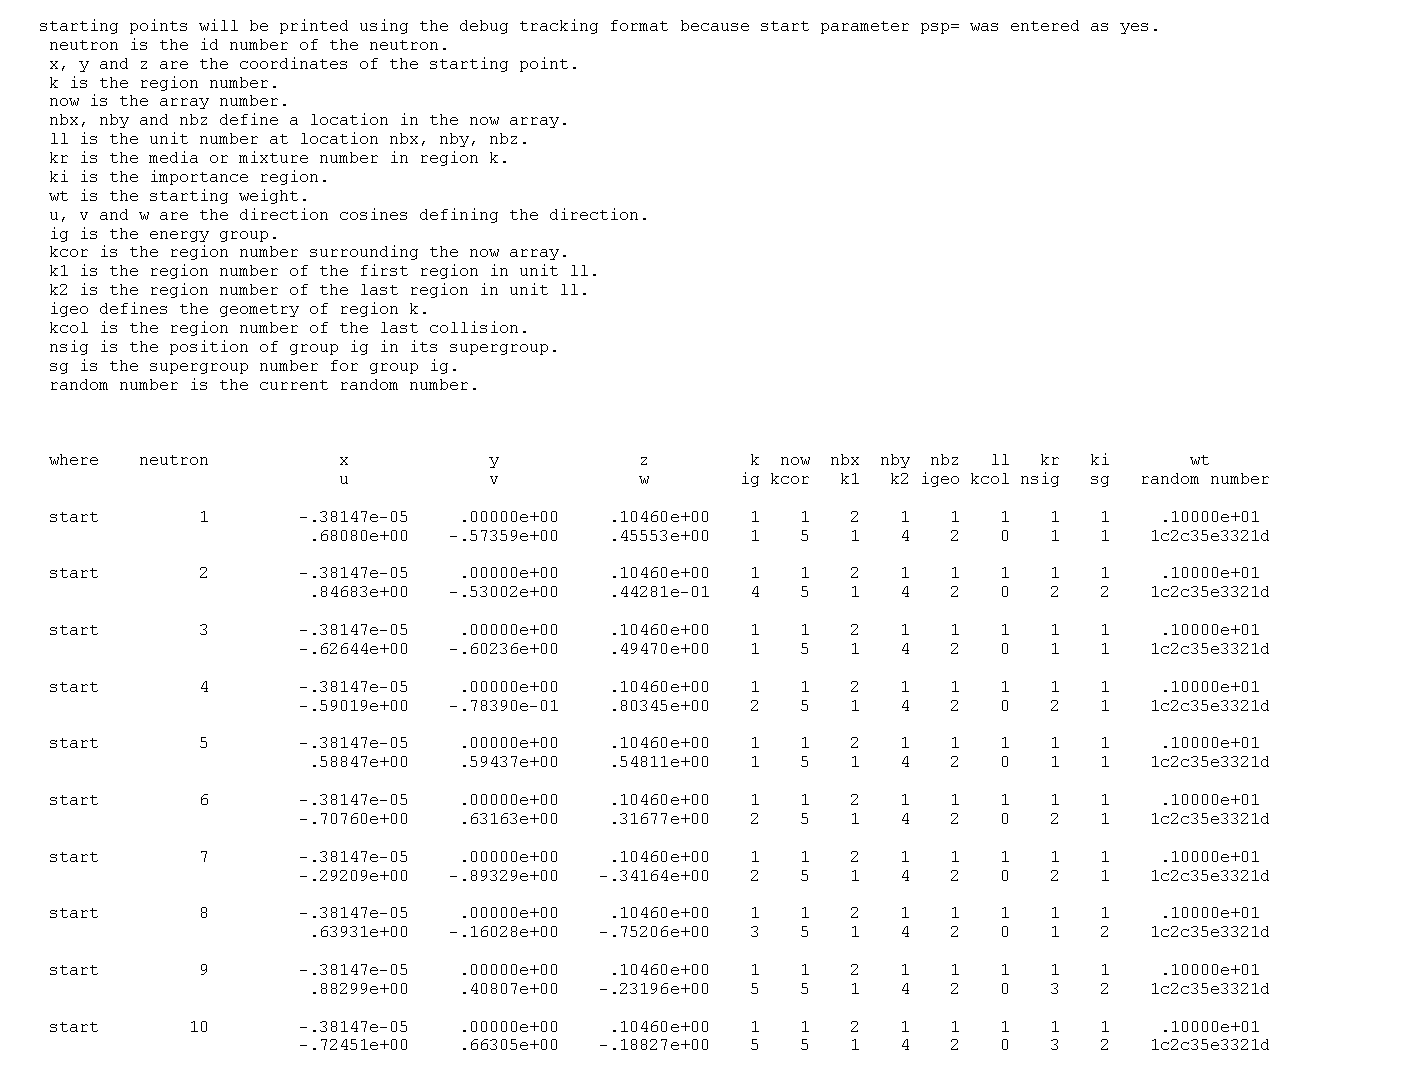 starting points will be printed using the debug tracking format because start parameter psp= was entered as yes.
neutron is the id number of the neutron.
x, y and z are the coordinates of the starting point.
k is the region number.
now is the array number.
nbx, nby and nbz define a location in the now array.
ll is the unit number at location nbx, nby, nbz.
kr is the media or mixture number in region k.
ki is the importance region.
wt is the starting weight.
u, v and w are the direction cosines defining the direction.
ig is the energy group.
kcor is the region number surrounding the now array.
k1 is the region number of the first region in unit ll.
k2 is the region number of the last region in unit ll.
igeo defines the geometry of region k.
kcol is the region number of the last collision.
nsig is the position of group ig in its supergroup.
sg is the supergroup number for group ig.
random number is the current random number.
where neutron x y z k now nbx nby nbz ll kr ki wt
u v w ig kcor k1 k2 igeo kcol nsig sg random number
start 1 -.38147e-05 .00000e+00 .10460e+00 1 1 2 1 1 1 1 1 .10000e+01
.68080e+00 -.57359e+00 .45553e+00 1 5 1 4 2 0 1 1 1c2c35e3321d
start 2 -.38147e-05 .00000e+00 .10460e+00 1 1 2 1 1 1 1 1 .10000e+01
.84683e+00 -.53002e+00 .44281e-01 4 5 1 4 2 0 2 2 1c2c35e3321d
start 3 -.38147e-05 .00000e+00 .10460e+00 1 1 2 1 1 1 1 1 .10000e+01
-.62644e+00 -.60236e+00 .49470e+00 1 5 1 4 2 0 1 1 1c2c35e3321d
start 4 -.38147e-05 .00000e+00 .10460e+00 1 1 2 1 1 1 1 1 .10000e+01
-.59019e+00 -.78390e-01 .80345e+00 2 5 1 4 2 0 2 1 1c2c35e3321d
start 5 -.38147e-05 .00000e+00 .10460e+00 1 1 2 1 1 1 1 1 .10000e+01
.58847e+00 .59437e+00 .54811e+00 1 5 1 4 2 0 1 1 1c2c35e3321d
start 6 -.38147e-05 .00000e+00 .10460e+00 1 1 2 1 1 1 1 1 .10000e+01
-.70760e+00 .63163e+00 .31677e+00 2 5 1 4 2 0 2 1 1c2c35e3321d
start 7 -.38147e-05 .00000e+00 .10460e+00 1 1 2 1 1 1 1 1 .10000e+01
-.29209e+00 -.89329e+00 -.34164e+00 2 5 1 4 2 0 2 1 1c2c35e3321d
start 8 -.38147e-05 .00000e+00 .10460e+00 1 1 2 1 1 1 1 1 .10000e+01
.63931e+00 -.16028e+00 -.75206e+00 3 5 1 4 2 0 1 2 1c2c35e3321d
start 9 -.38147e-05 .00000e+00 .10460e+00 1 1 2 1 1 1 1 1 .10000e+01
.88299e+00 .40807e+00 -.23196e+00 5 5 1 4 2 0 3 2 1c2c35e3321d
start 10 -.38147e-05 .00000e+00 .10460e+00 1 1 2 1 1 1 1 1 .10000e+01
-.72451e+00 .66305e+00 -.18827e+00 5 5 1 4 2 0 3 2 1c2c35e3321d